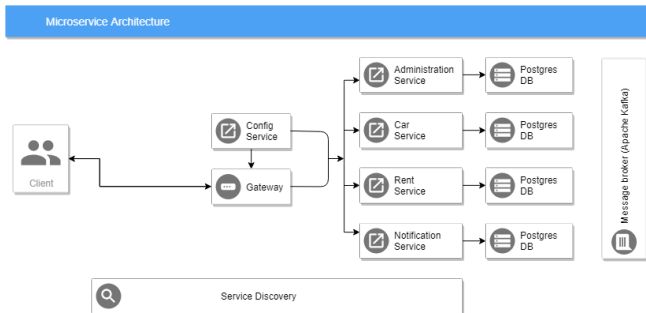 Microservice Architecture
Administration
Service
Postgres
DB
Config
Service
Car
Service
Postgres
DB
Client
Gateway
Rent
Service
Postgres
DB
Notification
Service
Postgres
DB
Message broker (Apache Kafka)
Service Discovery